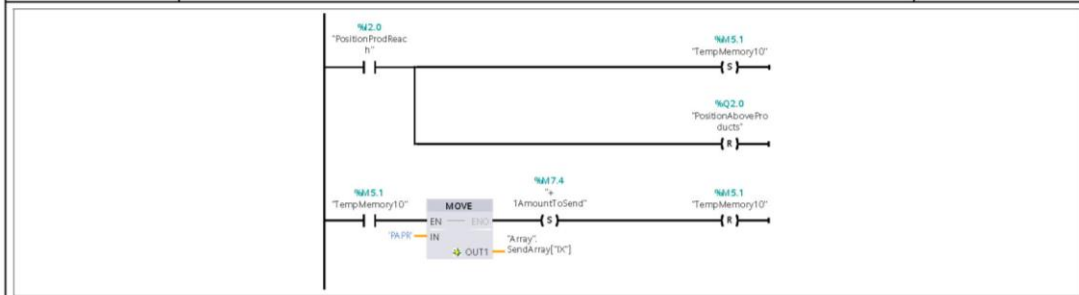 %I2.0
"PositionProdReac
h"
%M5.1
"TempMemory10"
S
%Q2.0
"PositionAbovePro
ducts"
R
%M5.1
"TempMemory10"
MOVE
EN
ENO
'PAPR'
IN
OUT1
"Array".
SendArray["IX"]
%M7.4
"+
1AmountToSend"
S
%M5.1
"TempMemory10"
R